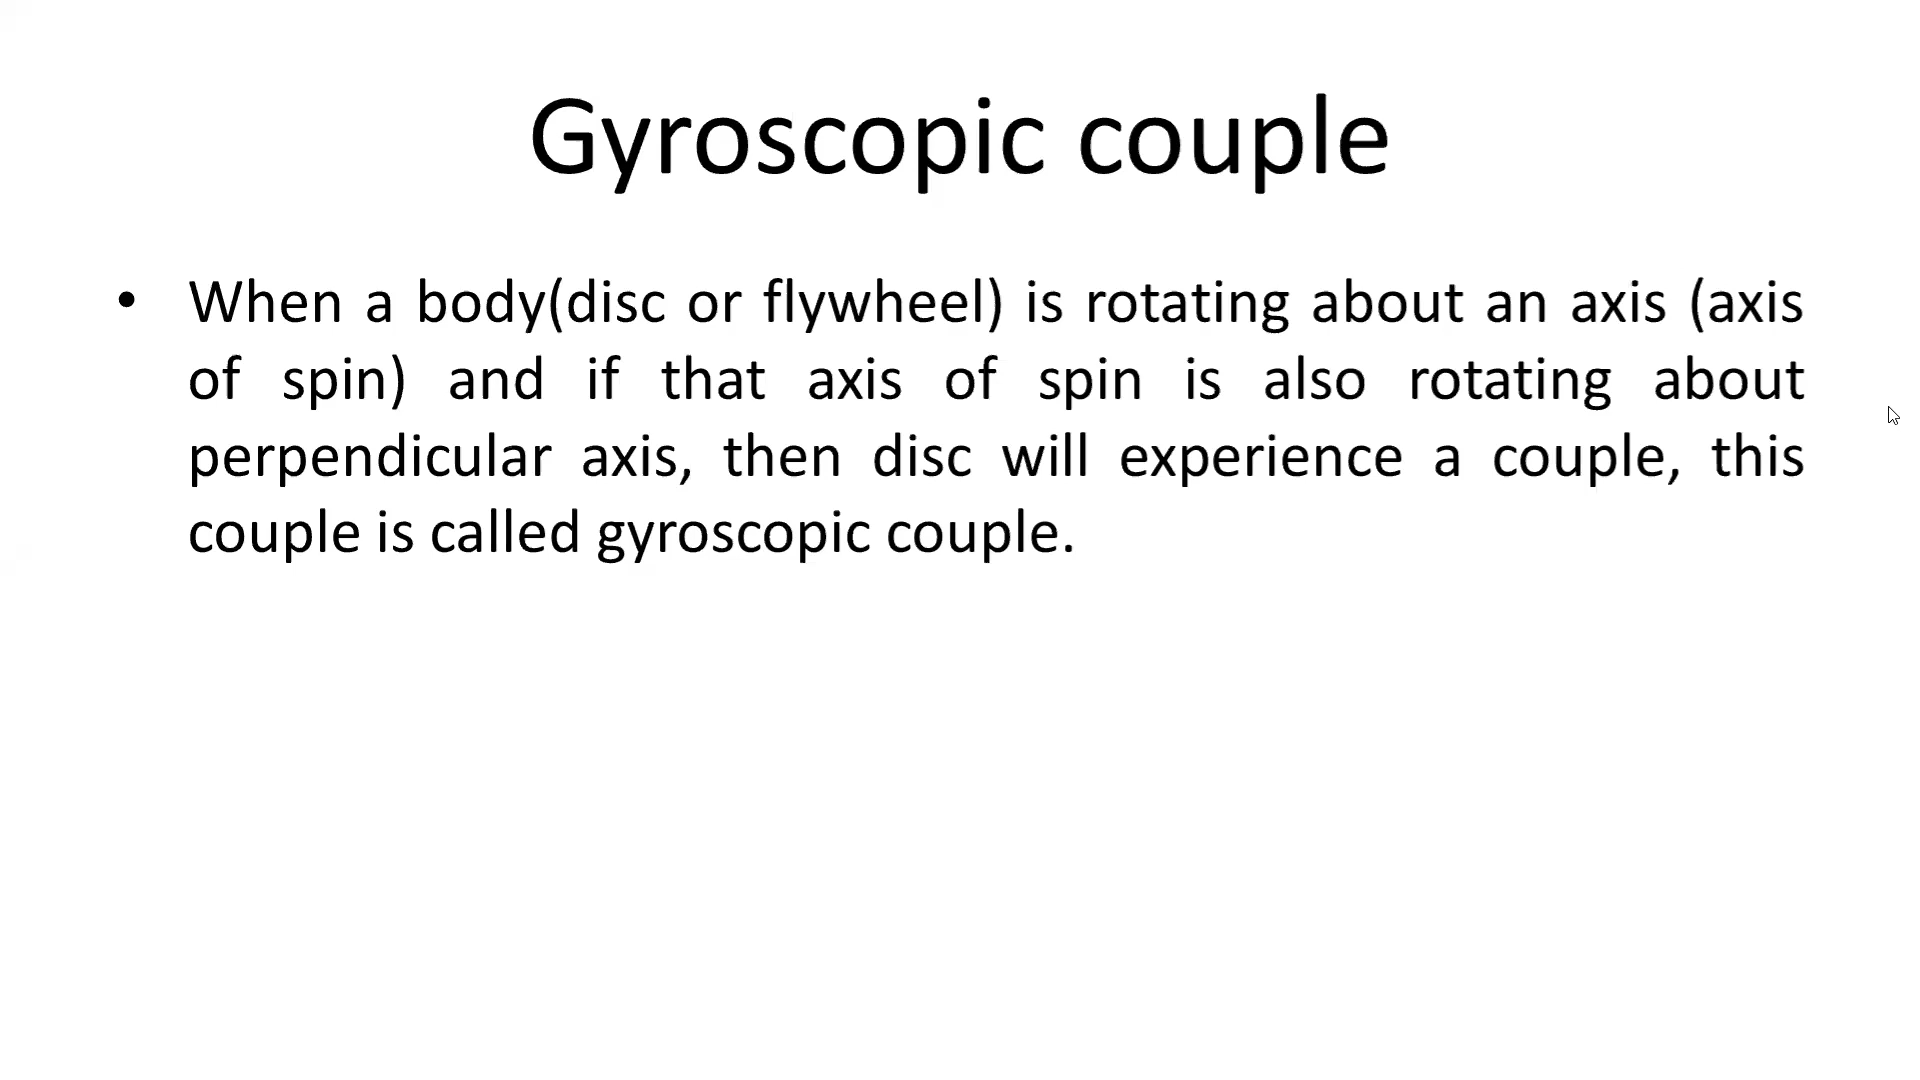 Gyroscopic couple
• When a body(disc or flywheel) is rotating about an axis (axis
of spin) and if that axis of spin is also rotating about
perpendicular axis, then disc will experience a couple, this
couple is called gyroscopic couple.